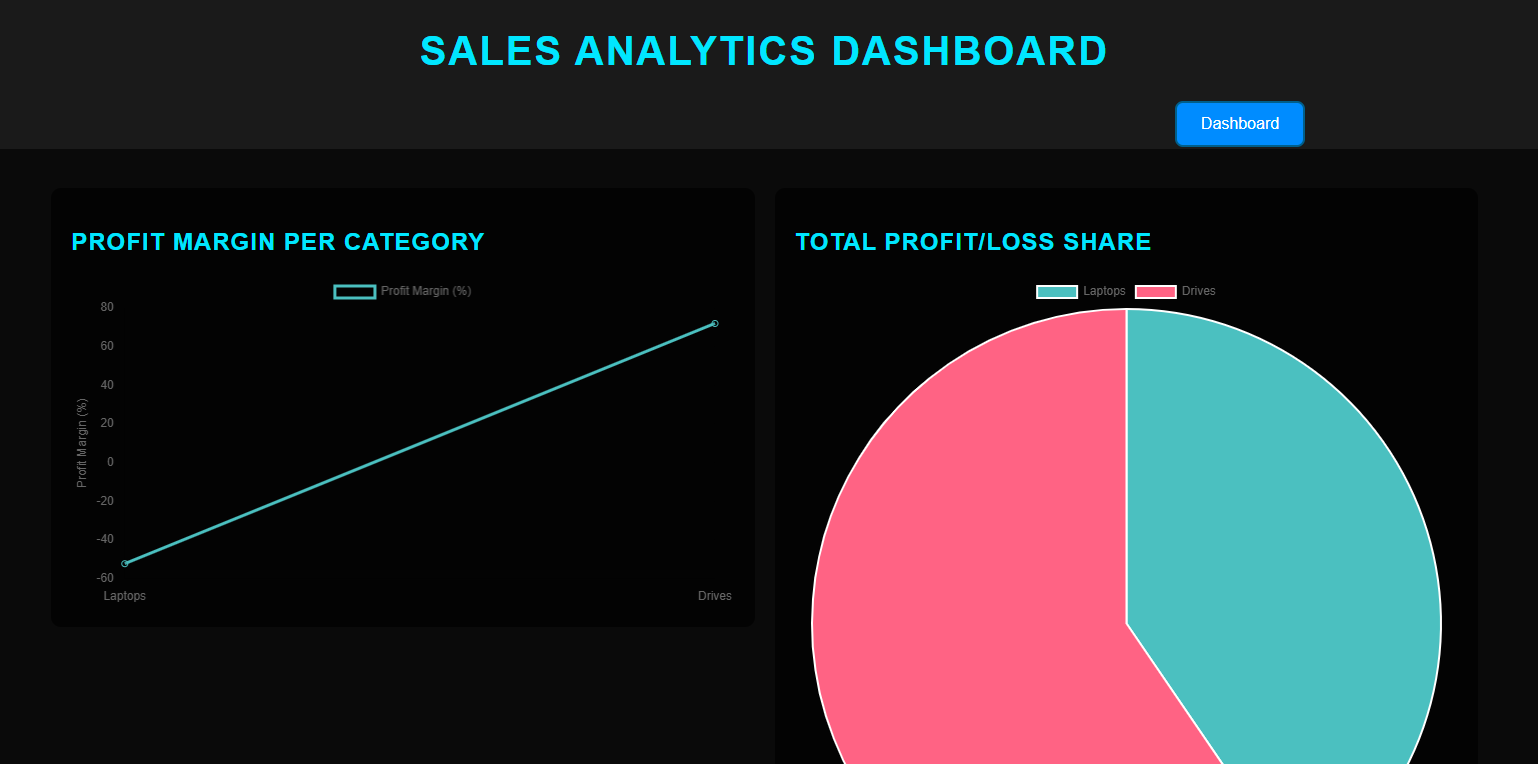 SALES ANALYTICS DASHBOARD
Dashboard
PROFIT MARGIN PER CATEGORY
Profit Margin (%)
80
60
40
20
0
-20
-40
-60
Profit Margin (%)
Laptops Drives
TOTAL PROFIT/LOSS SHARE
Laptops Drives